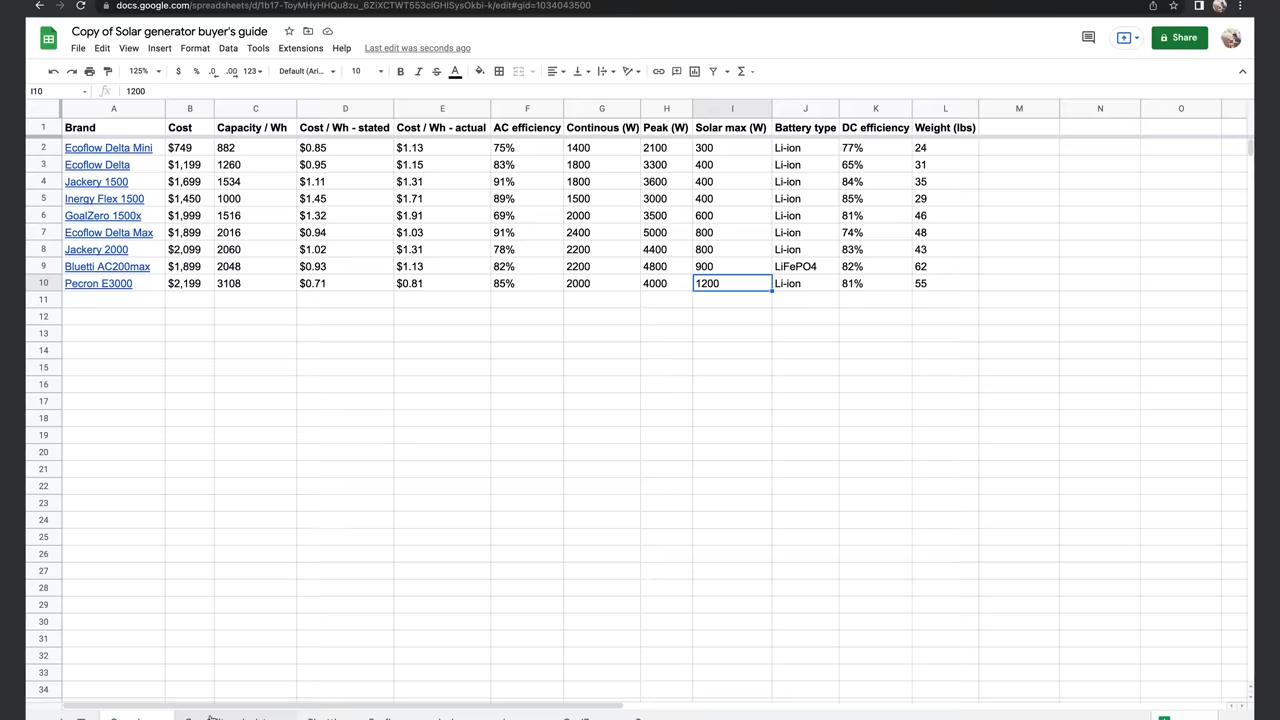 docs.google.com/spreadsheets/d/1b17-ToyMHyHHQu8zu_6ZiXCTWT553clGHlSysOkbi-k/edit#gid=1034043500
Copy of Solar generator buyer's guide
File Edit View Insert Format Data Tools Extensions Help Last edit was seconds ago
Share
125% $ % .0 .00 123 Default (Ari... 10 B I S A
I10 fx 1200
A B C D E F G H I J K L M N O
1 Brand Cost Capacity / Wh Cost / Wh - stated Cost / Wh - actual AC efficiency Continous (W) Peak (W) Solar max (W) Battery type DC efficiency Weight (lbs)
2 Ecoflow Delta Mini $749 882 $0.85 $1.13 75% 1400 2100 300 Li-ion 77% 24
3 Ecoflow Delta $1,199 1260 $0.95 $1.15 83% 1800 3300 400 Li-ion 65% 31
4 Jackery 1500 $1,699 1534 $1.11 $1.31 91% 1800 3600 400 Li-ion 84% 35
5 Inergy Flex 1500 $1,450 1000 $1.45 $1.71 89% 1500 3000 400 Li-ion 85% 29
6 GoalZero 1500x $1,999 1516 $1.32 $1.91 69% 2000 3500 600 Li-ion 81% 46
7 Ecoflow Delta Max $1,899 2016 $0.94 $1.03 91% 2400 5000 800 Li-ion 74% 48
8 Jackery 2000 $2,099 2060 $1.02 $1.31 78% 2200 4400 800 Li-ion 83% 43
9 Bluetti AC200max $1,899 2048 $0.93 $1.13 82% 2200 4800 900 LiFePO4 82% 62
10 Pecron E3000 $2,199 3108 $0.71 $0.81 85% 2000 4000 1200 Li-ion 81% 55
11
12
13
14
15
16
17
18
19
20
21
22
23
24
25
26
27
28
29
30
31
32
33
34